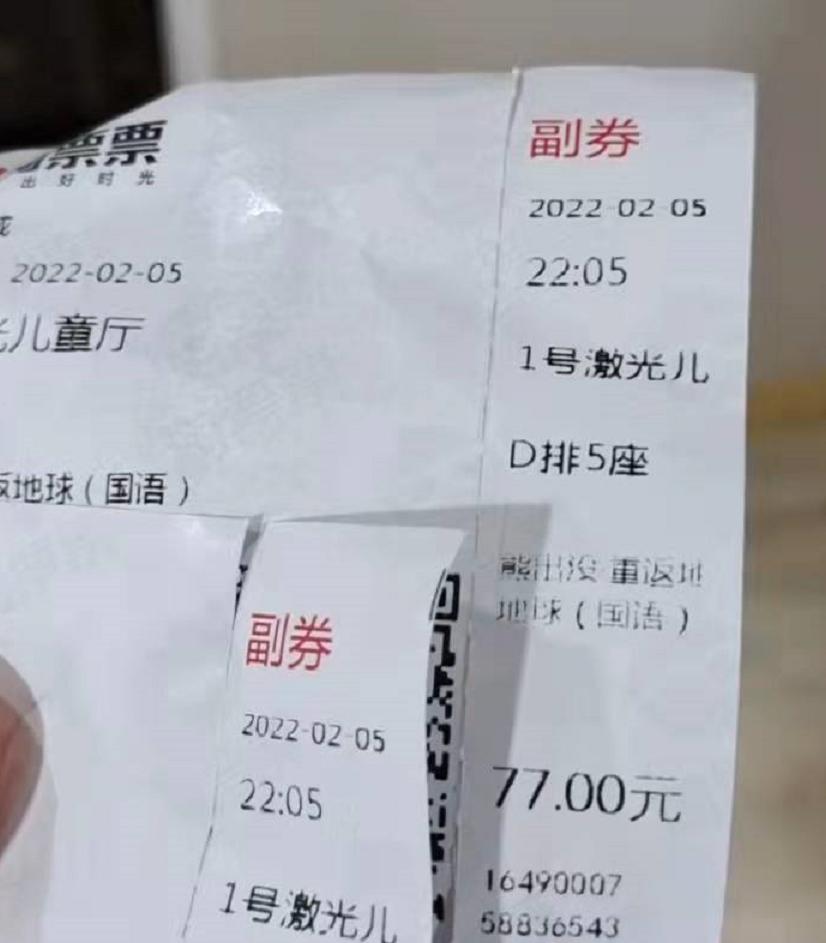 票票
出好时光
2022-02-05
儿童厅
返地球(国语)
副券
2022-02-05
22:05
1号激光儿
D排5座
熊出没·重返地
地球(国语)
77.00元
16490007
58836543
副券
2022-02-05
22:05
1号激光儿